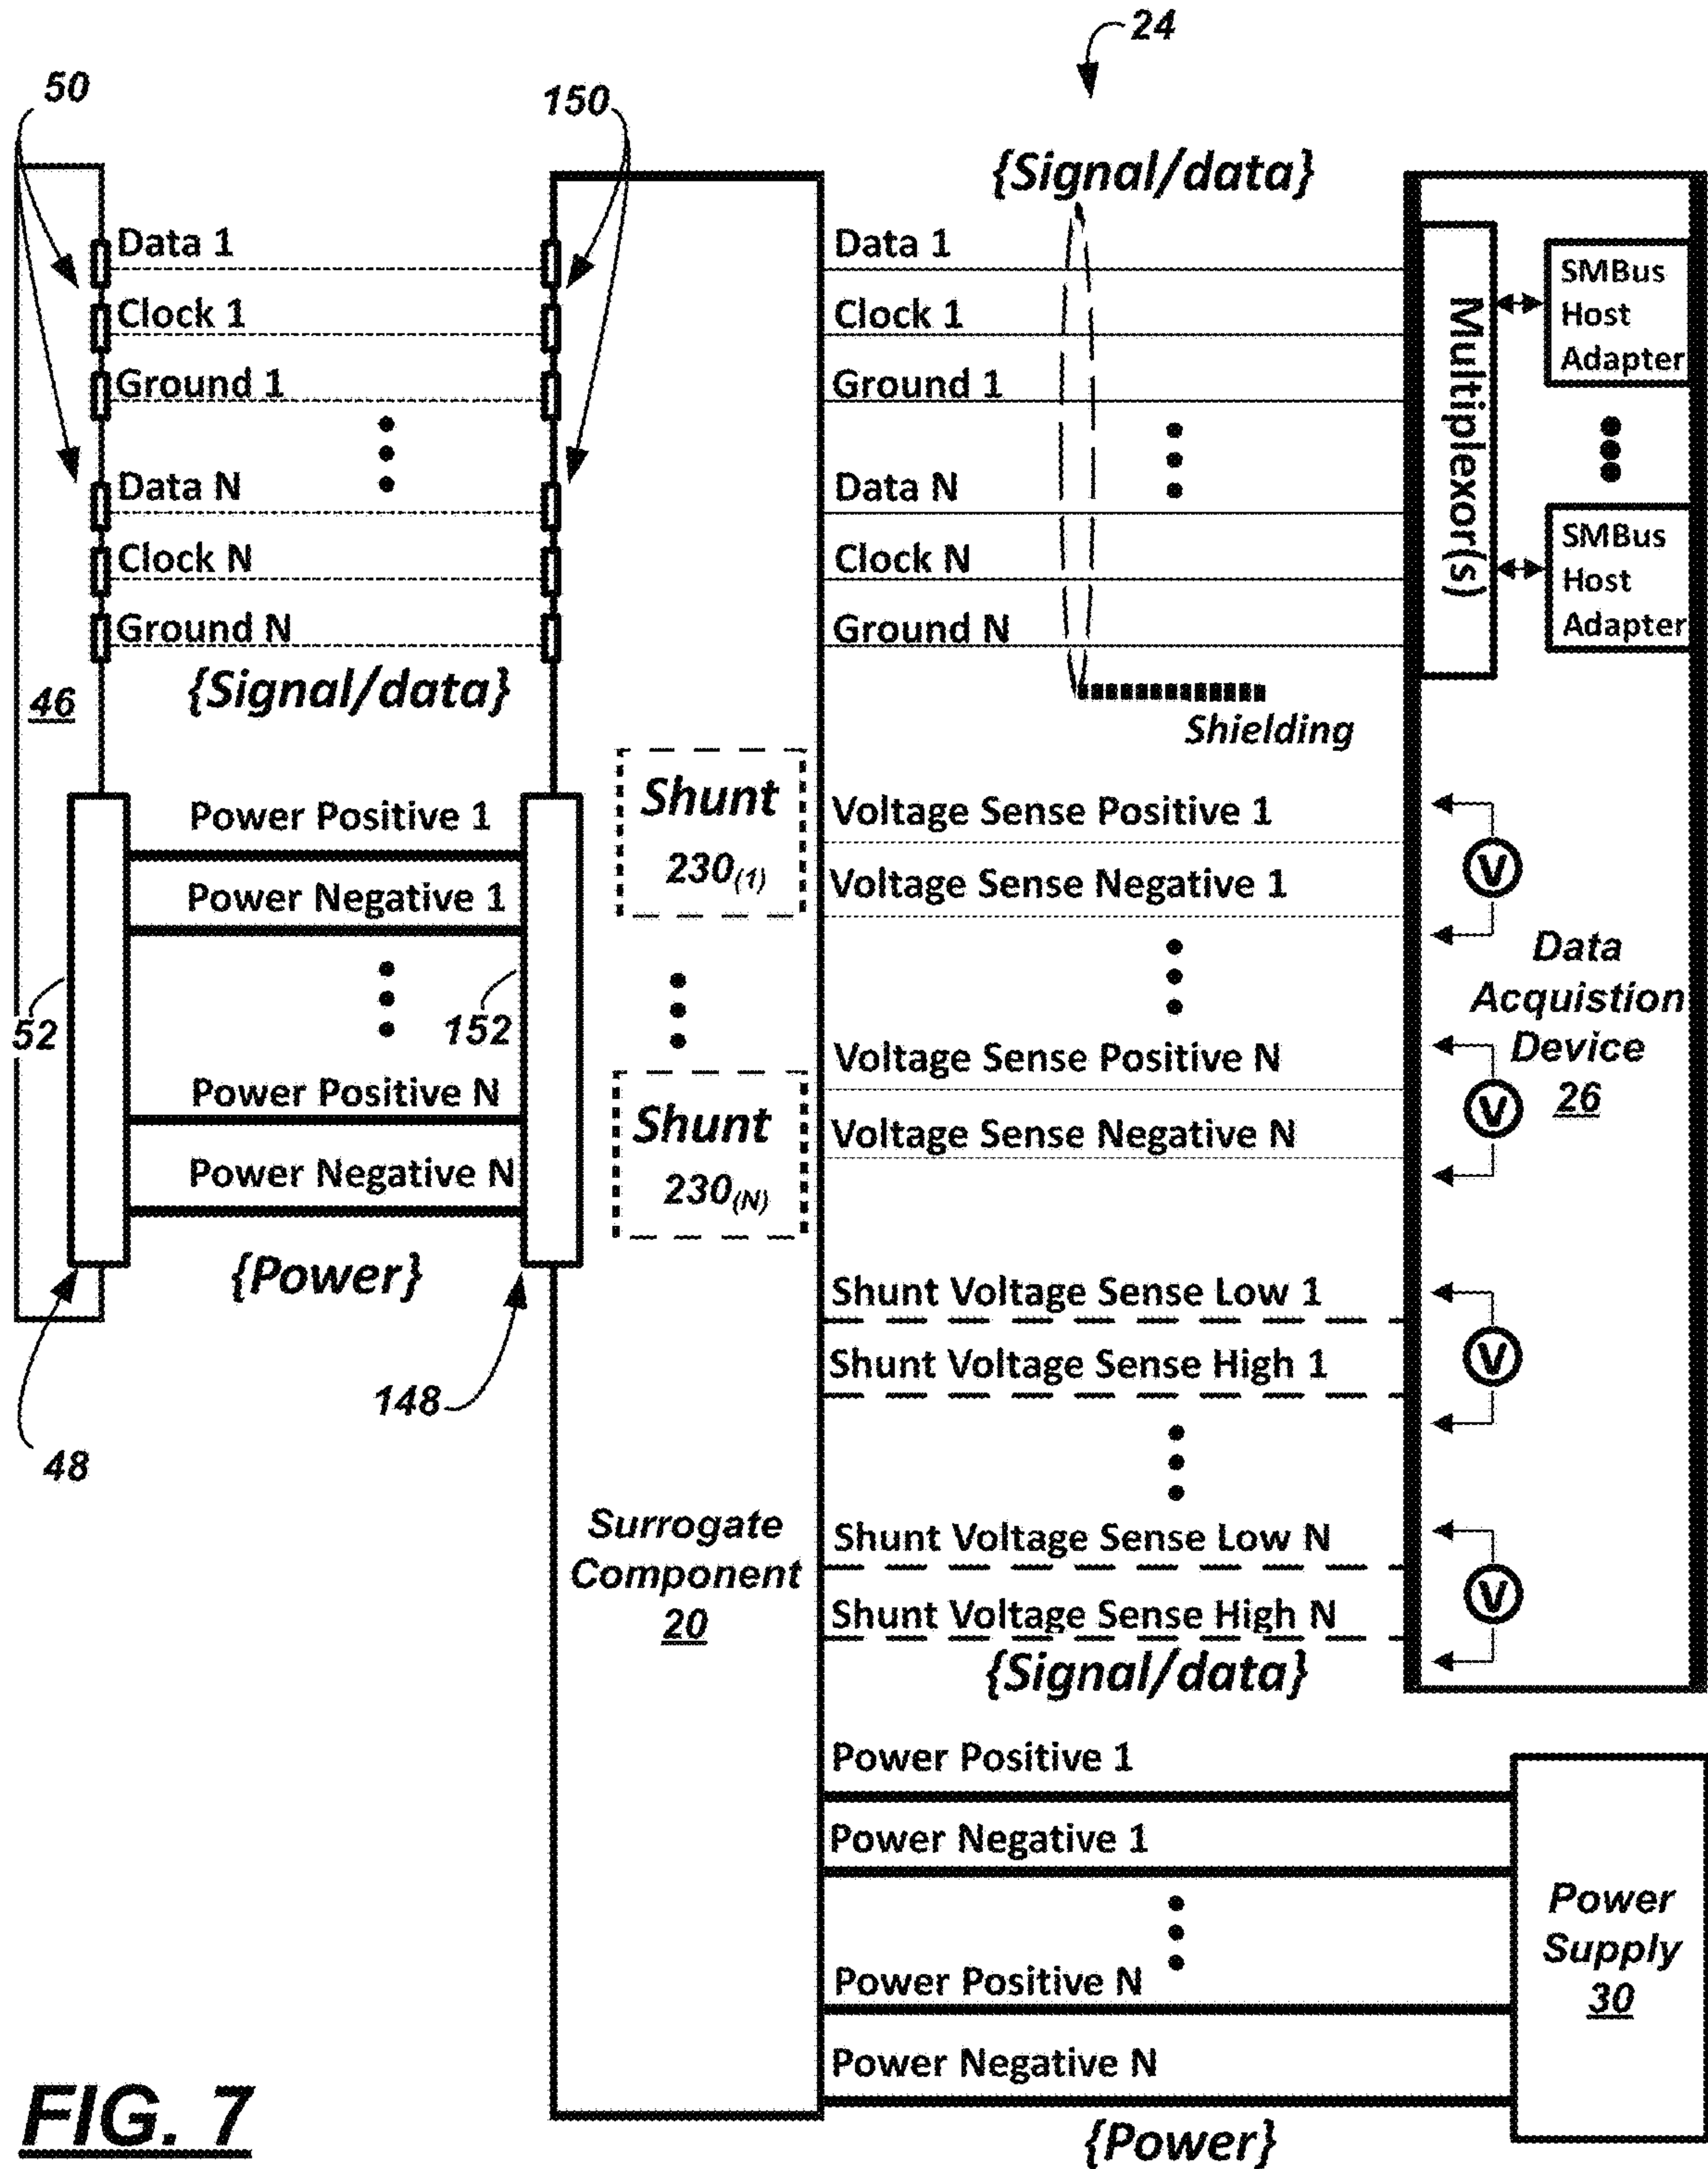 24
50
150
{Signal/data}
Data 1
Clock 1
Ground 1
Data N
Clock N
Ground N
{Signal/data}
46
Data 1
Clock 1
Ground 1
Data N
Clock N
Ground N
Shielding
Multiplexor(s)
SMBus
Host
Adapter
SMBus
Host
Adapter
Power Positive 1
Power Negative 1
52
152
Power Positive N
Power Negative N
{Power}
48
148
Shunt
230(1)
Shunt
230(N)
Voltage Sense Positive 1
Voltage Sense Negative 1
Voltage Sense Positive N
Voltage Sense Negative N
Shunt Voltage Sense Low 1
Shunt Voltage Sense High 1
Shunt Voltage Sense Low N
Shunt Voltage Sense High N
{Signal/data}
V
V
V
V
Data
Acquistion
Device
26
Surrogate
Component
20
Power Positive 1
Power Negative 1
Power Positive N
Power Negative N
{Power}
Power
Supply
30
FIG. 7